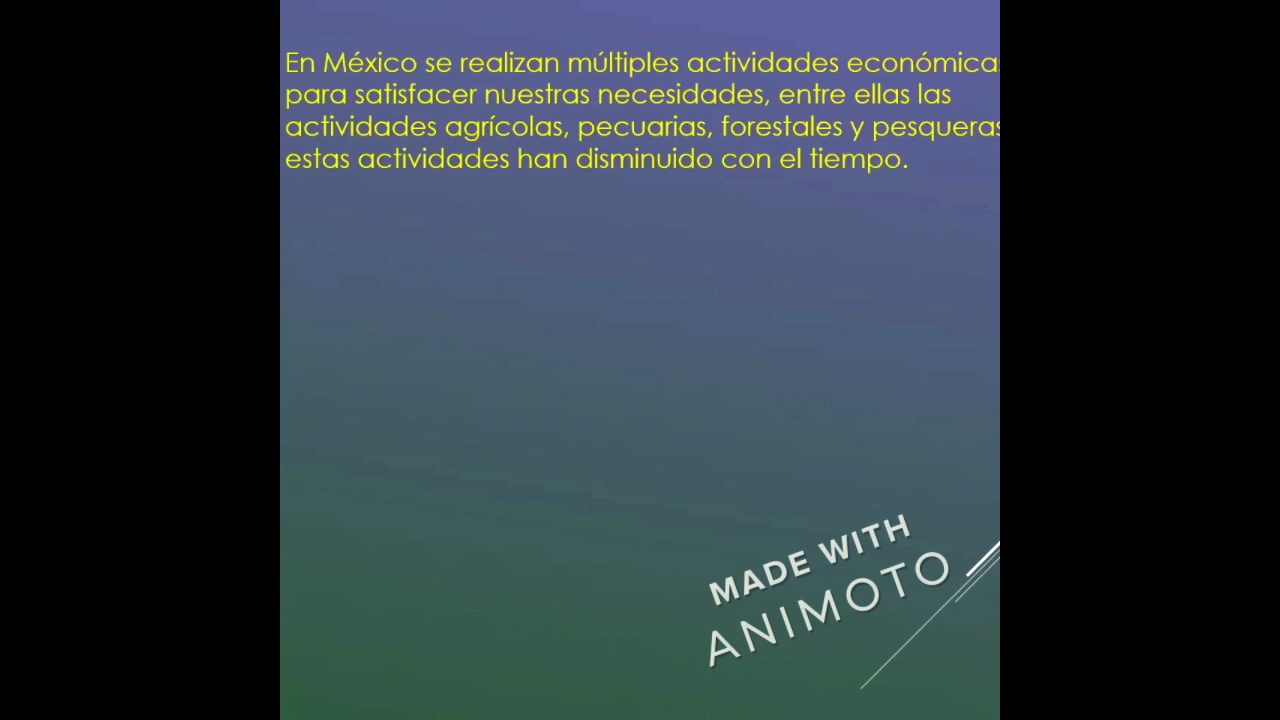 En México se realizan múltiples actividades económicas
para satisfacer nuestras necesidades, entre ellas las
actividades agrícolas, pecuarias, forestales y pesqueras
estas actividades han disminuido con el tiempo.
MADE WITH
ANIMOTO